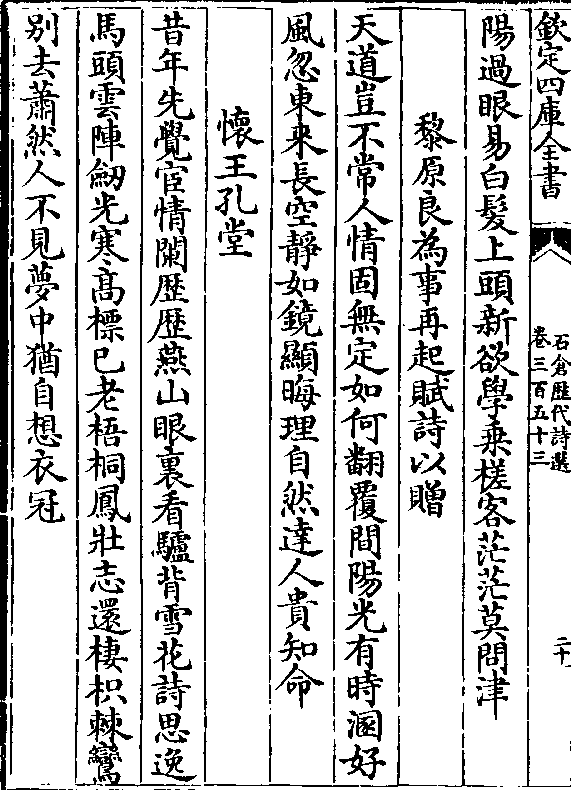 欽定四庫全書
石倉歴代詩選
卷三百五十三
二十
陽過眼易白髮上頭新欲學乗槎客茫茫莫問津
黎原良為事再起賦詩以贈
天道豈不常人情固無定如何翻覆間陽光有時溷好
風忽東来長空静如鏡顯晦理自然達人貴知命
懷王孔堂
昔年先覺宦情闌歴歴燕山眼裏看驢背雪花詩思逸
馬頭雲陣劒光寒髙標已老梧桐鳳壯志還棲枳棘鸞
别去蕭然人不見夢中猶自想衣冠